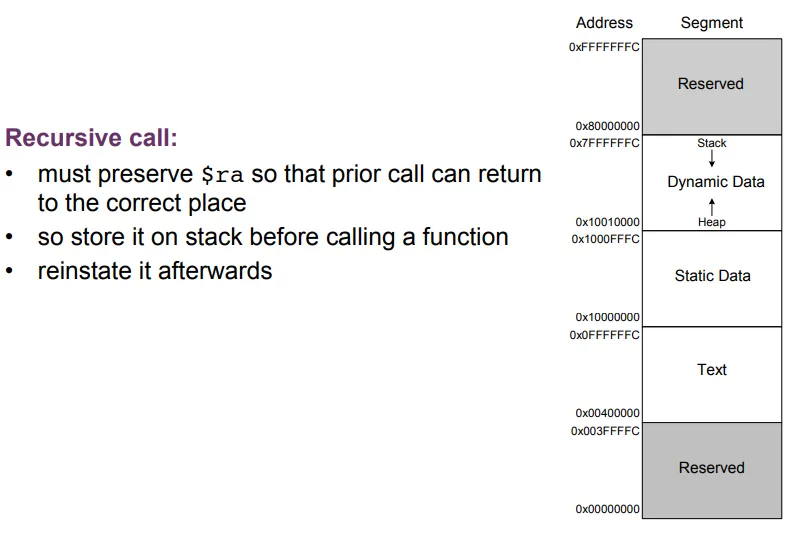 Recursive call:
• must preserve $ra so that prior call can return
to the correct place
• so store it on stack before calling a function
• reinstate it afterwards
Address Segment
0xFFFFFFFC
Reserved
0x80000000
0x7FFFFFFC Stack
Dynamic Data
0x10010000 Heap
0x1000FFFC
Static Data
0x10000000
0x0FFFFFFC
Text
0x00400000
0x003FFFFC
Reserved
0x00000000